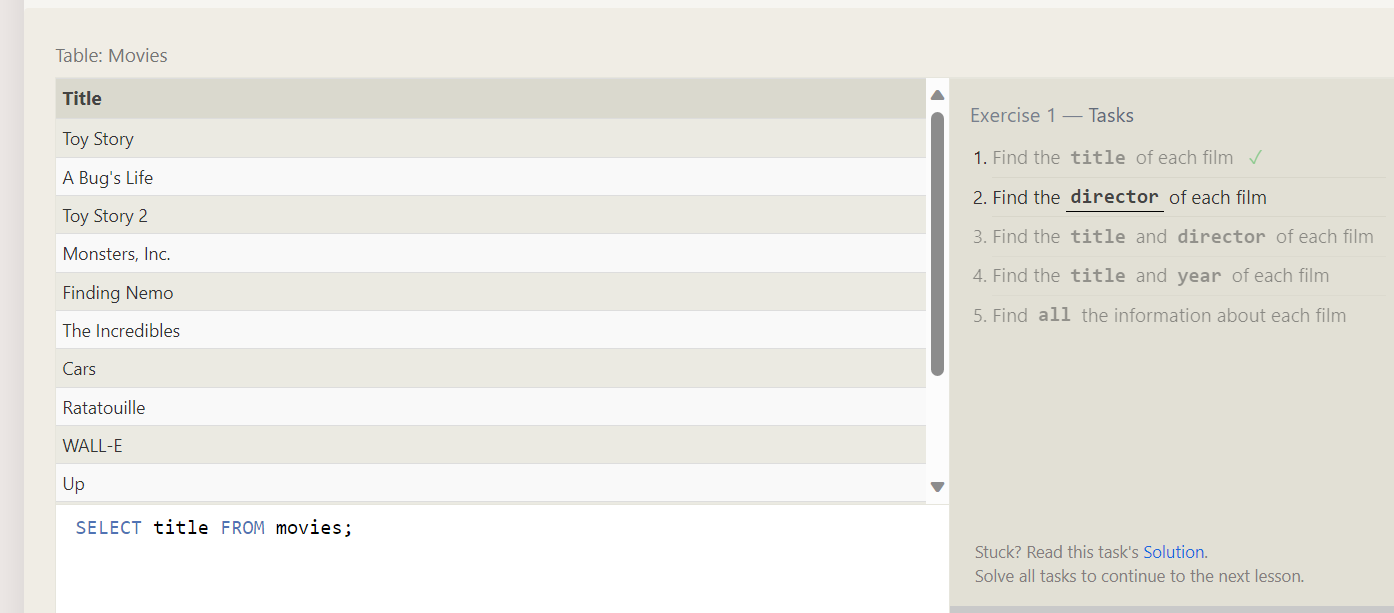 Table: Movies
Title
Toy Story
A Bug's Life
Toy Story 2
Monsters, Inc.
Finding Nemo
The Incredibles
Cars
Ratatouille
WALL-E
Up
SELECT title FROM movies;
Exercise 1 — Tasks
1. Find the title of each film ✓
2. Find the director of each film
3. Find the title and director of each film
4. Find the title and year of each film
5. Find all the information about each film
Stuck? Read this task's Solution.
Solve all tasks to continue to the next lesson.